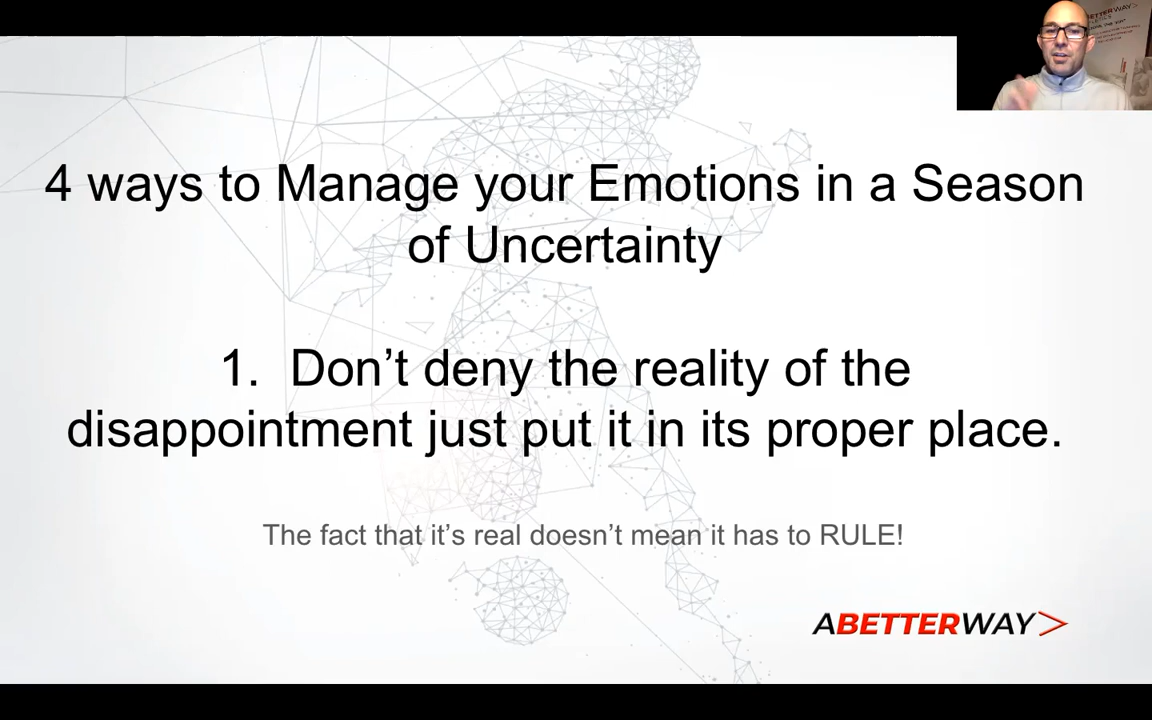 4 ways to Manage your Emotions in a Season
of Uncertainty
1. Don’t deny the reality of the
disappointment just put it in its proper place.
The fact that it’s real doesn’t mean it has to RULE!
ABETTERWAY>
BETTERWAY>